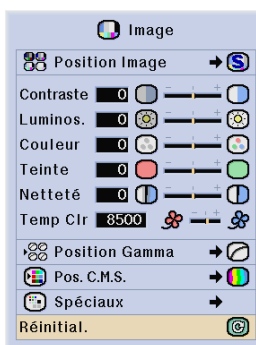 Image
Position Image S
Contraste 0
Luminos. 0
Couleur 0
Teinte 0
Netteté 0
Temp Clr 8500
Position Gamma
Pos. C.M.S.
Spéciaux
Réinitial.